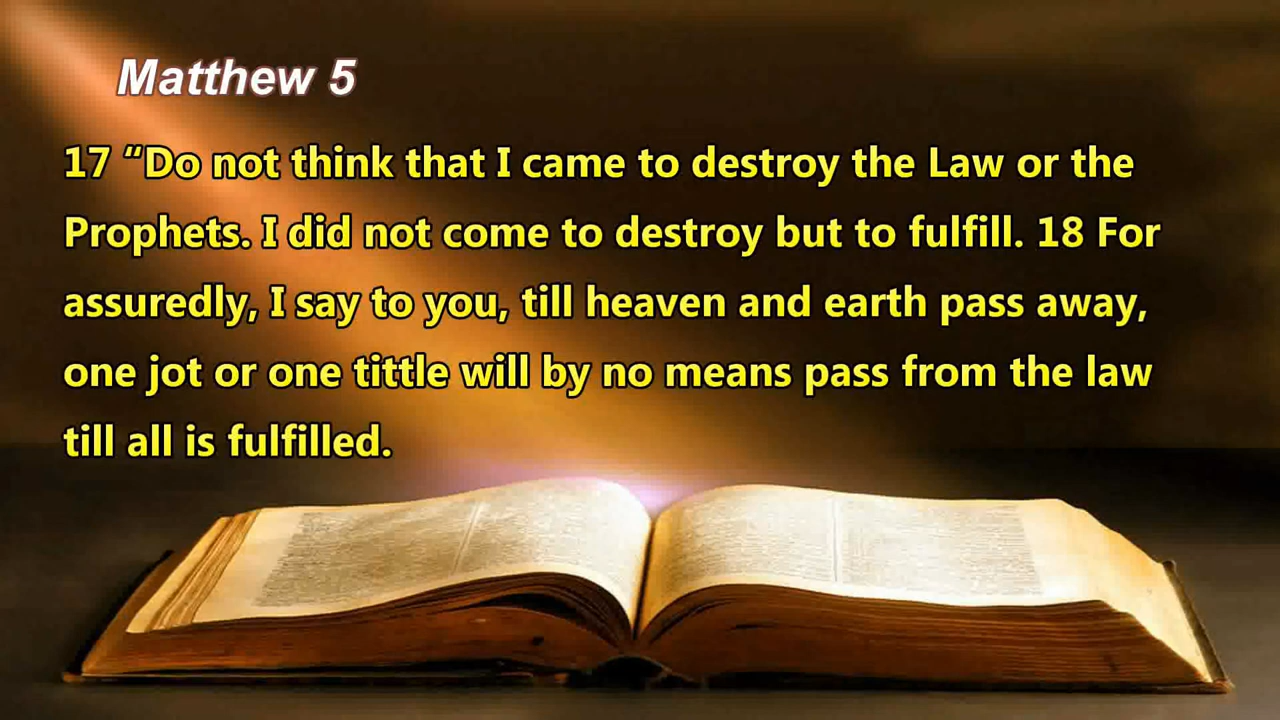 Matthew 5
17 “Do not think that I came to destroy the Law or the
Prophets. I did not come to destroy but to fulfill. 18 For
assuredly, I say to you, till heaven and earth pass away,
one jot or one tittle will by no means pass from the law
till all is fulfilled.